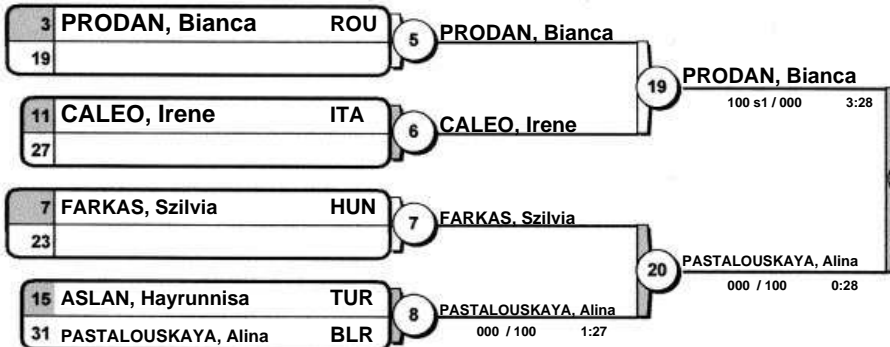 3 PRODAN, Bianca ROU
19
5 PRODAN, Bianca
11 CALEO, Irene ITA
27
6 CALEO, Irene
19 PRODAN, Bianca
100 s1 / 000 3:28
7 FARKAS, Szilvia HUN
23
7 FARKAS, Szilvia
15 ASLAN, Hayrunnisa TUR
31 PASTALOUSKAYA, Alina BLR
8 PASTALOUSKAYA, Alina
000 / 100 1:27
20 PASTALOUSKAYA, Alina
000 / 100 0:28